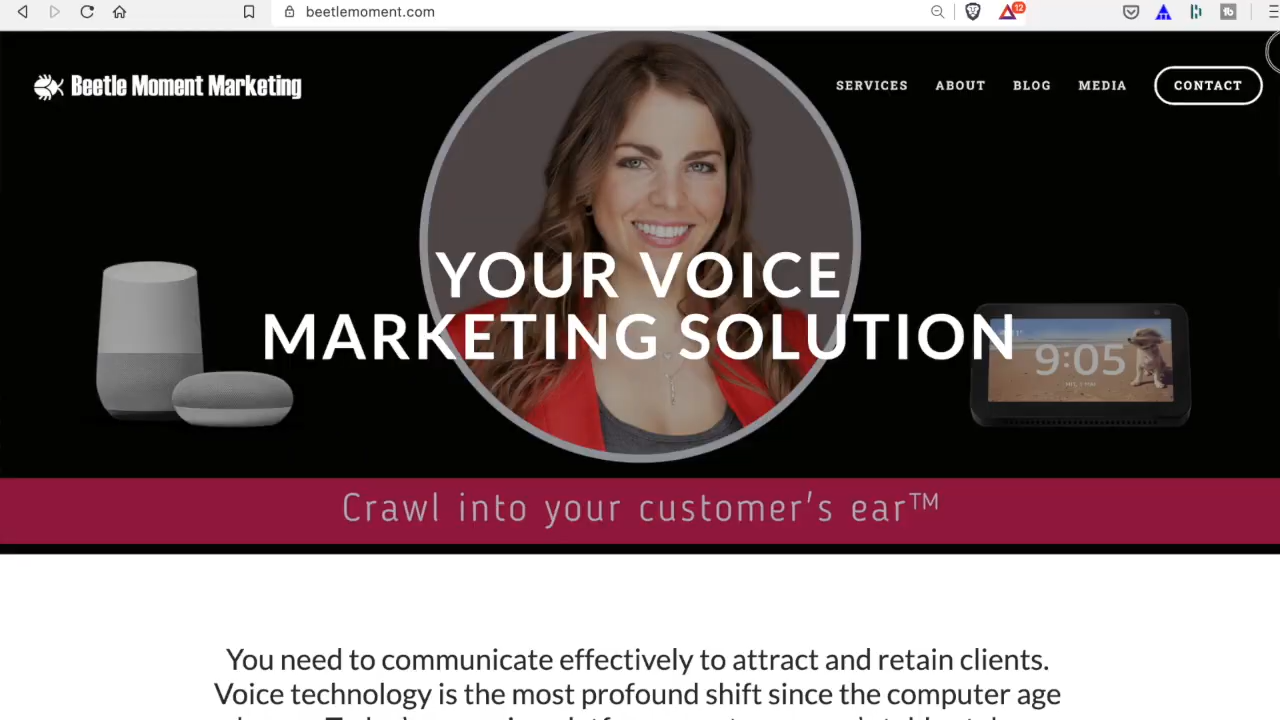 beetlemoment.com
12
Beetle Moment Marketing
SERVICES ABOUT BLOG MEDIA CONTACT
YOUR VOICE
MARKETING SOLUTION
9:05
Crawl into your customer's ear™
You need to communicate effectively to attract and retain clients.
Voice technology is the most profound shift since the computer age